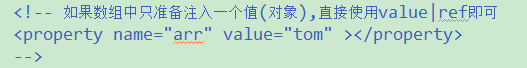 <!-- 如果数组中只准备注入一个值(对象),直接使用value|ref即可
<property name="arr" value="tom" ></property>
-->